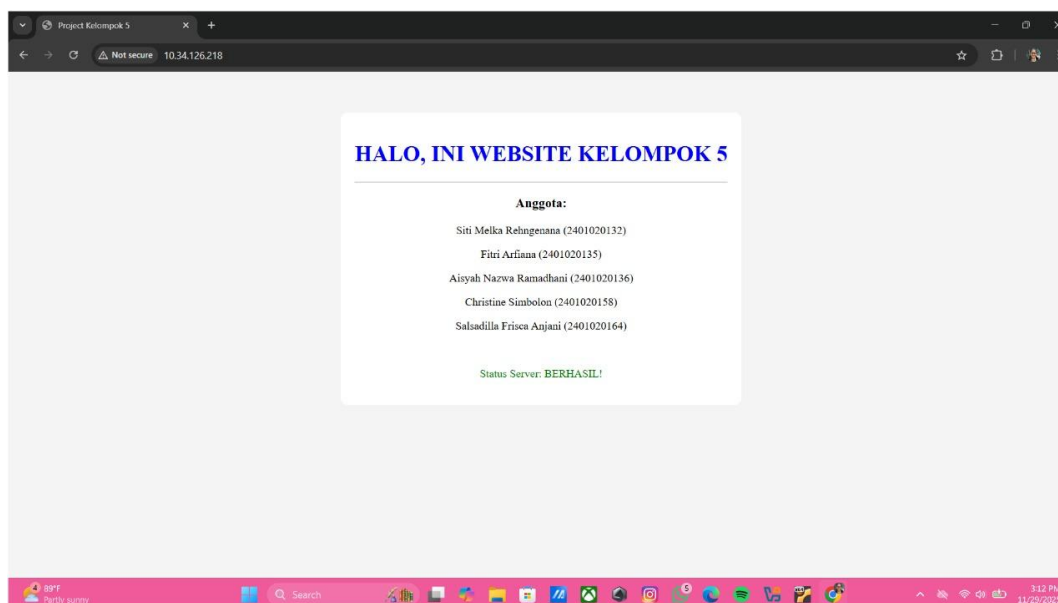 Project Kelompok 5
Not secure 10.34.126.218
HALO, INI WEBSITE KELOMPOK 5
Anggota:
Siti Melka Rehngenana (2401020132)
Fitri Arfiana (2401020135)
Aisyah Nazwa Ramadhani (2401020136)
Christine Simbolon (2401020158)
Salsadilla Frisca Anjani (2401020164)
Status Server: BERHASIL!
4
89°F
Partly sunny
Search
5
3:12 PM